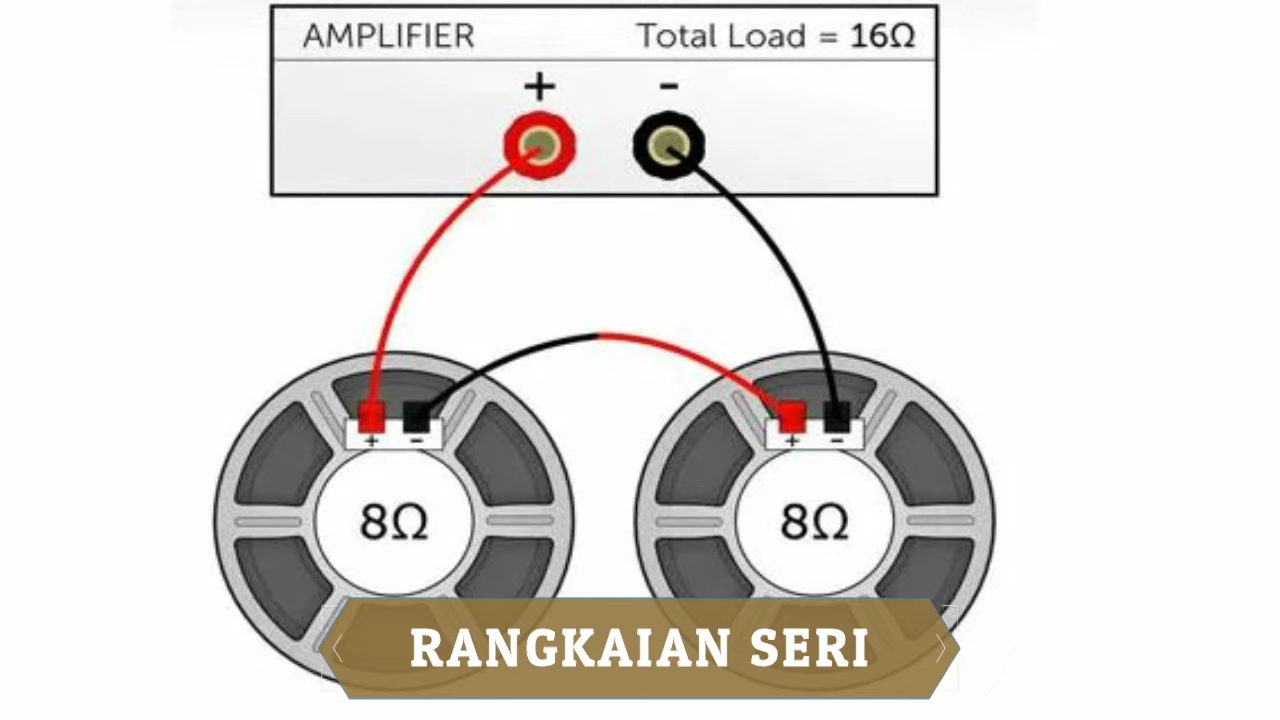 AMPLIFIER Total Load = 16Ω
+ -
+ - + -
8Ω 8Ω
RANGKAIAN SERI